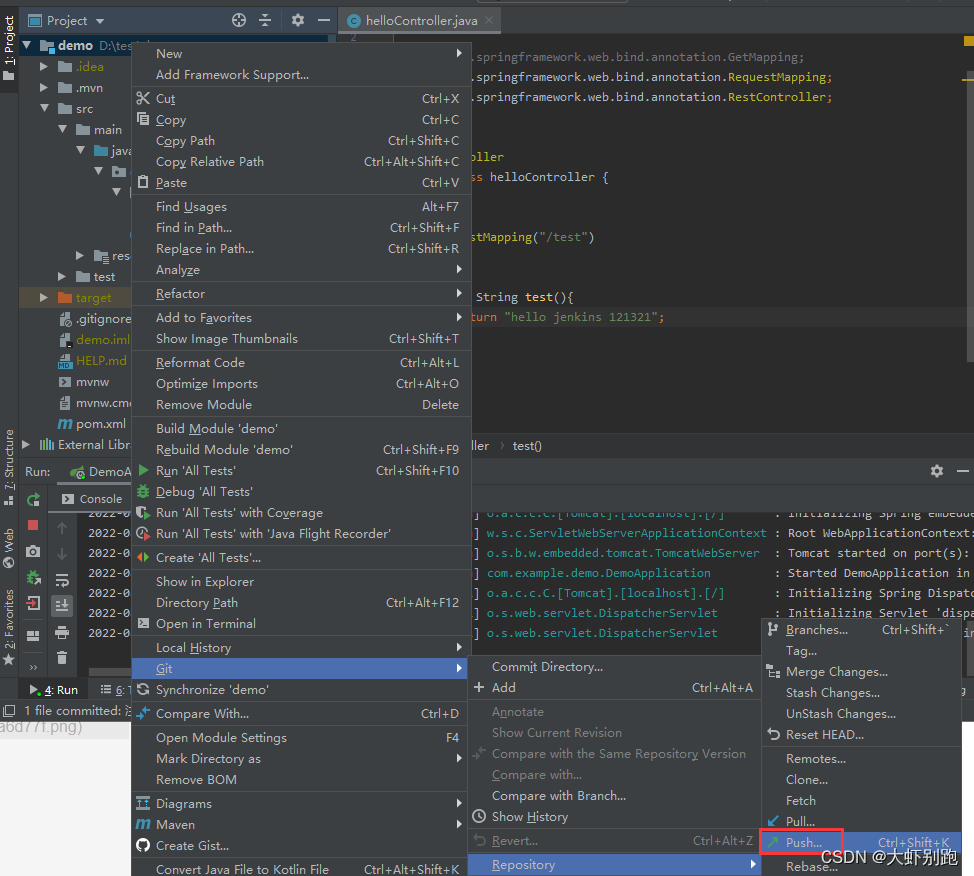 1: Project
Project
helloController.java
2
demo D:\test
.idea
.mvn
src
main
java
res
test
target
.gitignore
demo.iml
HELP.md
mvnw
mvnw.cmd
pom.xml
External Libra
.springframework.web.bind.annotation.GetMapping;
.springframework.web.bind.annotation.RequestMapping;
.springframework.web.bind.annotation.RestController;
oller
ss helloController {
stMapping("/test")
String test(){
turn "hello jenkins 121321";
ller › test()
New
Add Framework Support...
Cut Ctrl+X
Copy Ctrl+C
Copy Path Ctrl+Shift+C
Copy Relative Path Ctrl+Alt+Shift+C
Paste Ctrl+V
Find Usages Alt+F7
Find in Path... Ctrl+Shift+F
Replace in Path... Ctrl+Shift+R
Analyze
Refactor
Add to Favorites
Show Image Thumbnails Ctrl+Shift+T
Reformat Code Ctrl+Alt+L
Optimize Imports Ctrl+Alt+O
Remove Module Delete
Build Module 'demo'
Rebuild Module 'demo' Ctrl+Shift+F9
Run 'All Tests' Ctrl+Shift+F10
Debug 'All Tests'
Run 'All Tests' with Coverage
Run 'All Tests' with 'Java Flight Recorder'
Create 'All Tests'...
Show in Explorer
Directory Path Ctrl+Alt+F12
Open in Terminal
Local History
Git
Synchronize 'demo'
Compare With... Ctrl+D
Open Module Settings F4
Mark Directory as
Remove BOM
Diagrams
Maven
Create Gist...
Convert Java File to Kotlin File Ctrl+Alt+Shift+K
7: Structure
Web
2: Favorites
Run: DemoA
Console
2022-0
2022-0
2022-0
2022-0
2022-0
2022-0
2022-0
] o.a.c.c.C.[Tomcat].[localhost].[/] : Initializing Spring embedde
] w.s.c.ServletWebServerApplicationContext : Root WebApplicationContext:
] o.s.b.w.embedded.tomcat.TomcatWebServer : Tomcat started on port(s):
] com.example.demo.DemoApplication : Started DemoApplication in
] o.a.c.c.C.[Tomcat].[localhost].[/] : Initializing Spring Dispatc
] o.s.web.servlet.DispatcherServlet : Initializing Servlet 'dispa
] o.s.web.servlet.DispatcherServlet in
4: Run
6:
1 file committed:
a6d77f.png)
Commit Directory...
Add Ctrl+Alt+A
Annotate
Show Current Revision
Compare with the Same Repository Version
Compare with...
Compare with Branch...
Show History
Revert... Ctrl+Alt+Z
Repository
Branches... Ctrl+Shift+`
Tag...
Merge Changes...
Stash Changes...
UnStash Changes...
Reset HEAD...
Remotes...
Clone...
Fetch
Pull...
Push... Ctrl+Shift+K
Rebase...
CSDN @大虾别跑